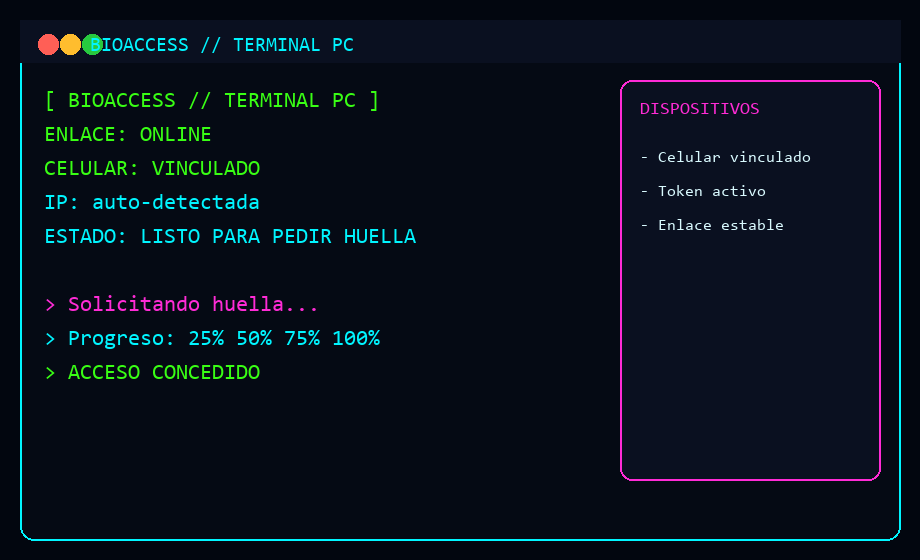 BIOACCESS // TERMINAL PC
[ BIOACCESS // TERMINAL PC ]
ENLACE: ONLINE
CELULAR: VINCULADO
IP: auto-detectada
ESTADO: LISTO PARA PEDIR HUELLA
> Solicitando huella...
> Progreso: 25% 50% 75% 100%
> ACCESO CONCEDIDO
DISPOSITIVOS
- Celular vinculado
- Token activo
- Enlace estable